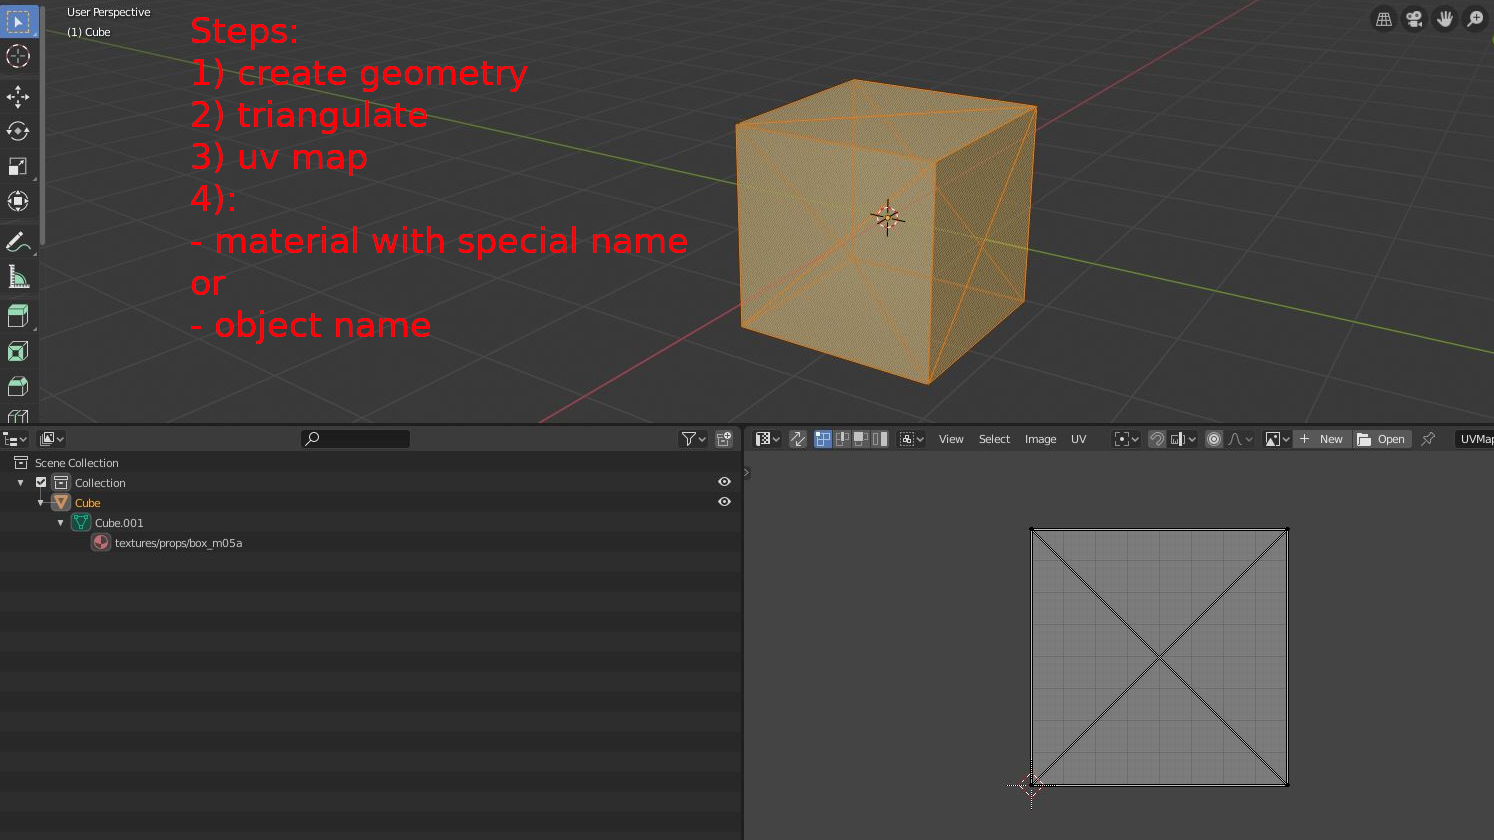 User Perspective
(1) Cube
Steps:
1) create geometry
2) triangulate
3) uv map
4):
- material with special name
or
- object name
Scene Collection
Collection
Cube
Cube.001
textures/props/box_m05a
View Select Image UV
New
Open
UVMap